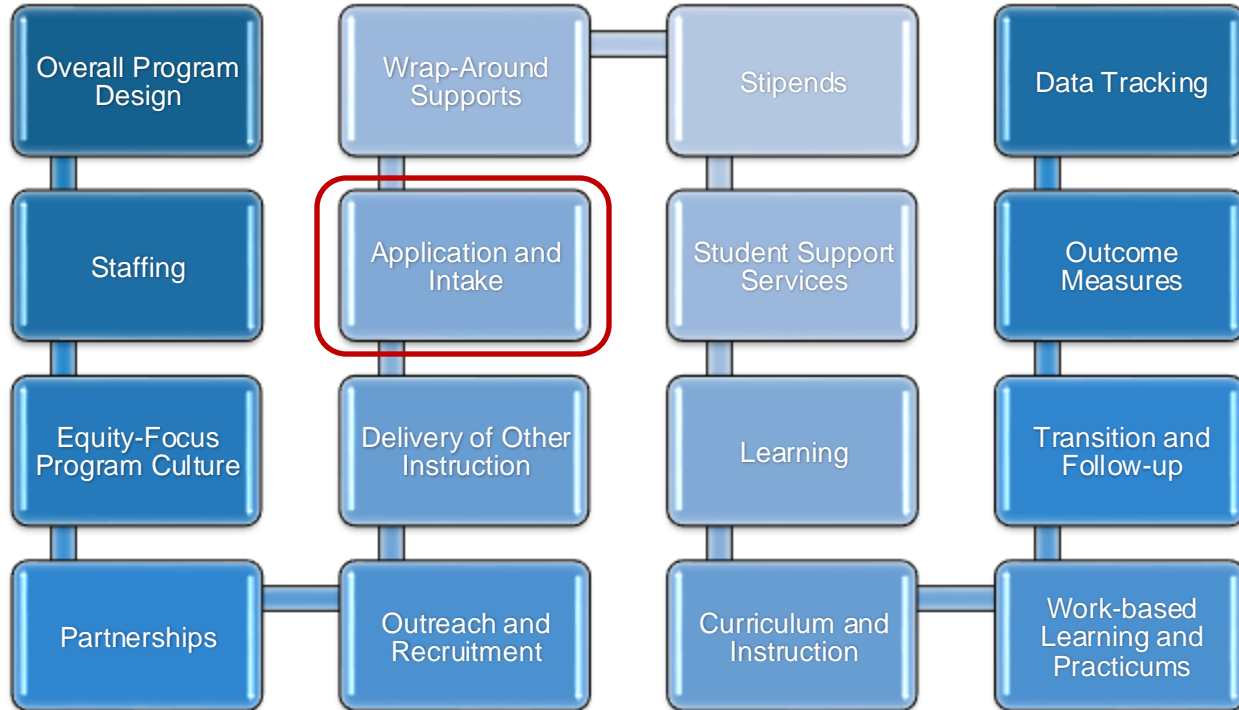 Overall Program
Design
Staffing
Equity-Focus
Program Culture
Partnerships
Outreach and
Recruitment
Delivery of Other
Instruction
Application and
Intake
Wrap-Around
Supports
Stipends
Student Support
Services
Learning
Curriculum and
Instruction
Work-based
Learning and
Practicums
Transition and
Follow-up
Outcome
Measures
Data Tracking